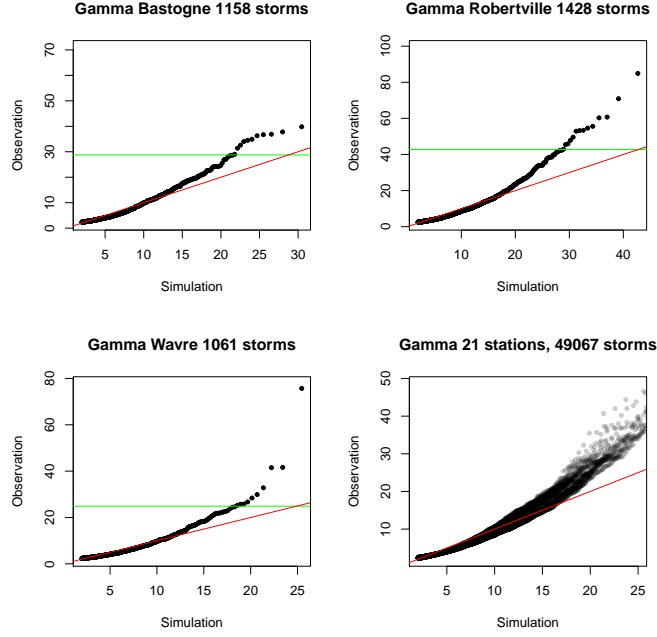 Gamma Bastogne 1158 storms
Observation
70
50
30
10
0
5 10 15 20 25 30
Simulation
Gamma Robertville 1428 storms
Observation
100
80
60
40
20
0
10 20 30 40
Simulation
Gamma Wavre 1061 storms
Observation
80
60
40
20
0
5 10 15 20 25
Simulation
Gamma 21 stations, 49067 storms
Observation
50
40
30
20
10
5 10 15 20 25
Simulation